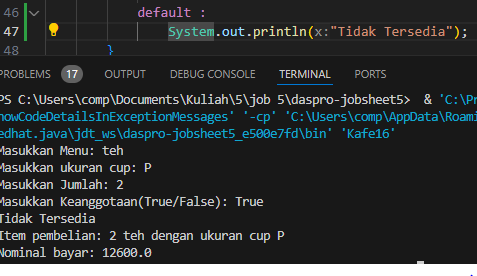 46 default :
47 System.out.println(x:"Tidak Tersedia");
48 }
PROBLEMS 17 OUTPUT DEBUG CONSOLE TERMINAL PORTS
PS C:\Users\comp\Documents\Kuliah\5\job 5\daspro-jobsheet5> & 'C:\Pr
howCodeDetailsInExceptionMessages' '-cp' 'C:\Users\comp\AppData\Roami
edhat.java\jdt_ws\daspro-jobsheet5_e500e7fd\bin' 'Kafe16'
Masukkan Menu: teh
Masukkan ukuran cup: P
Masukkan Jumlah: 2
Masukkan Keanggotaan(True/False): True
Tidak Tersedia
Item pembelian: 2 teh dengan ukuran cup P
Nominal bayar: 12600.0